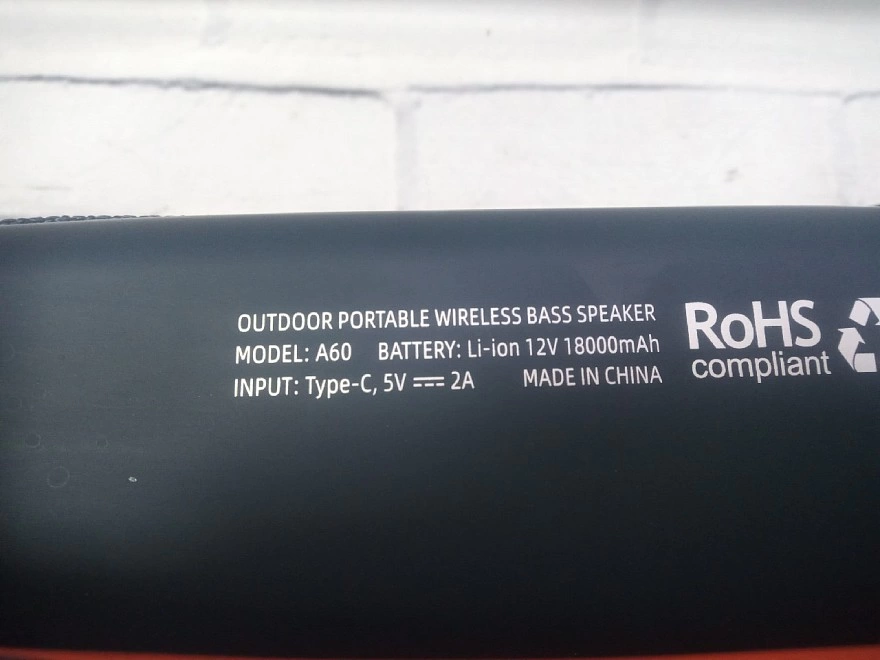 OUTDOOR PORTABLE WIRELESS BASS SPEAKER
MODEL: A60 BATTERY: Li-ion 12V 18000mAh
INPUT: Type-C, 5V ⎓ 2A MADE IN CHINA
RoHS
compliant